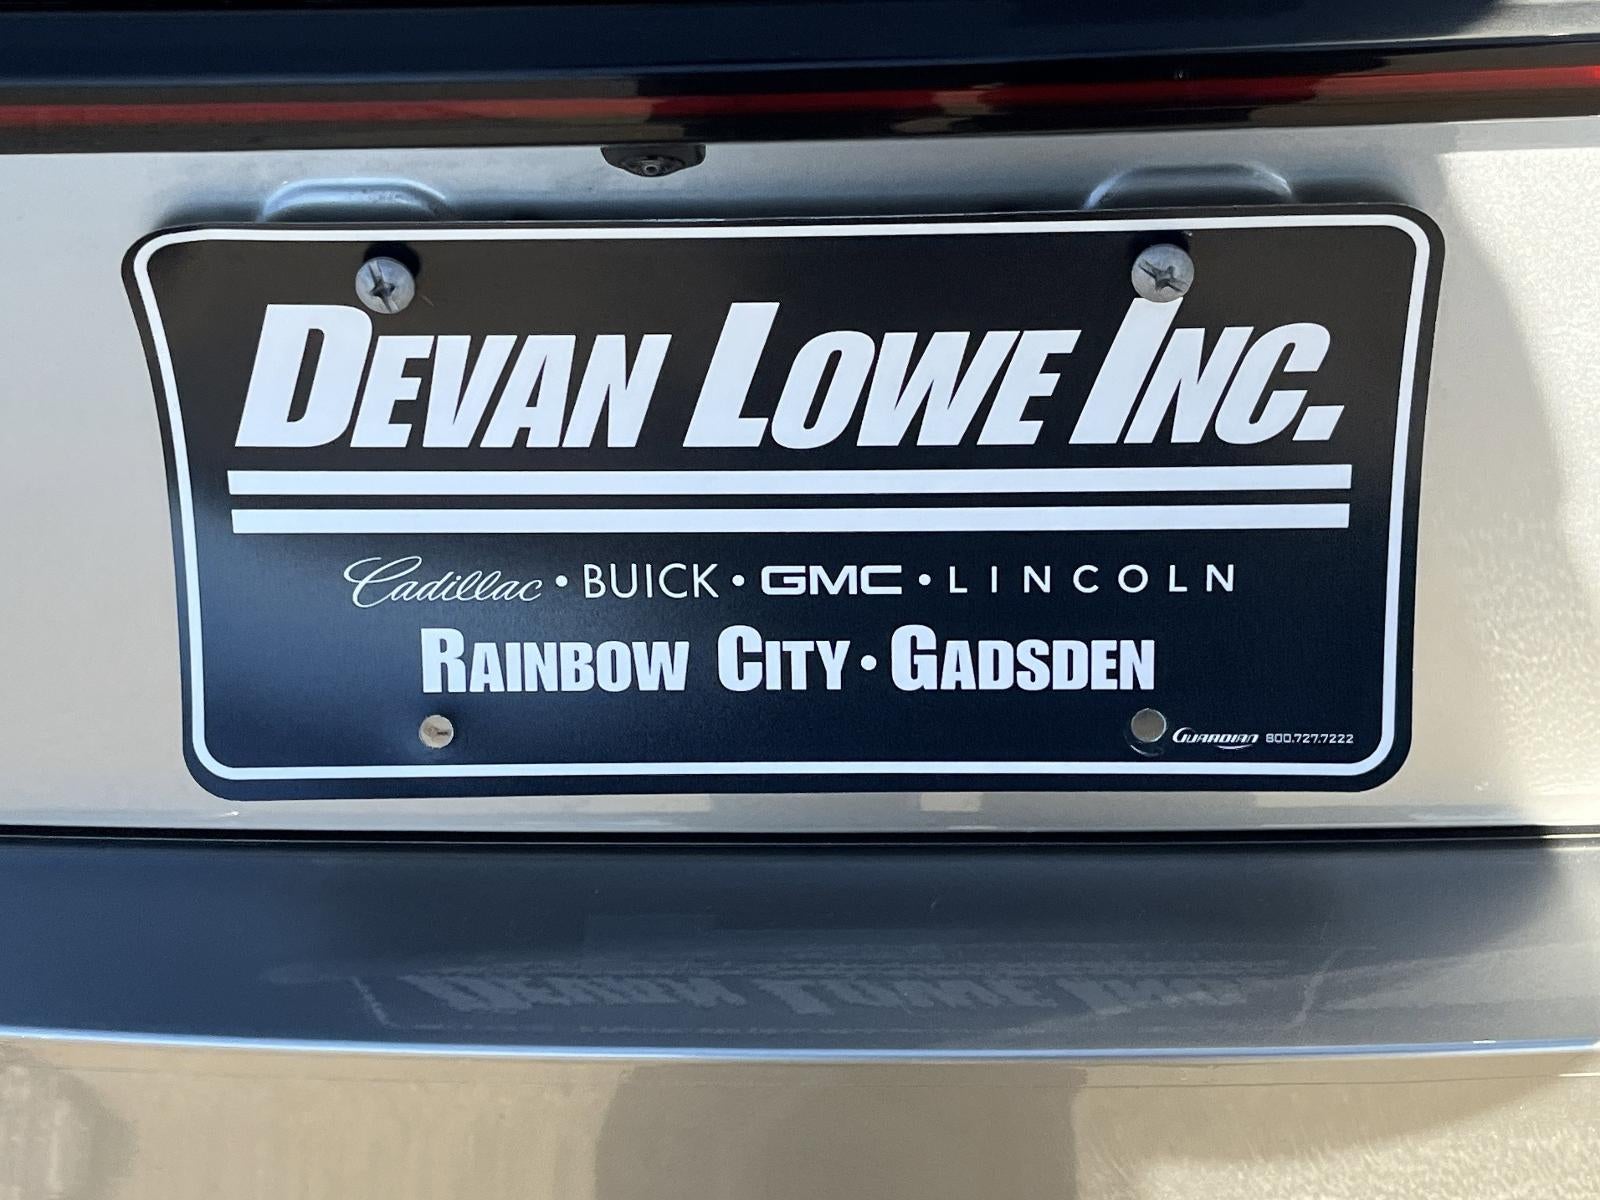 DEVAN LOWE INC.
Cadillac • BUICK • GMC • LINCOLN
RAINBOW CITY • GADSDEN
GUARDIAN 800.727.7222